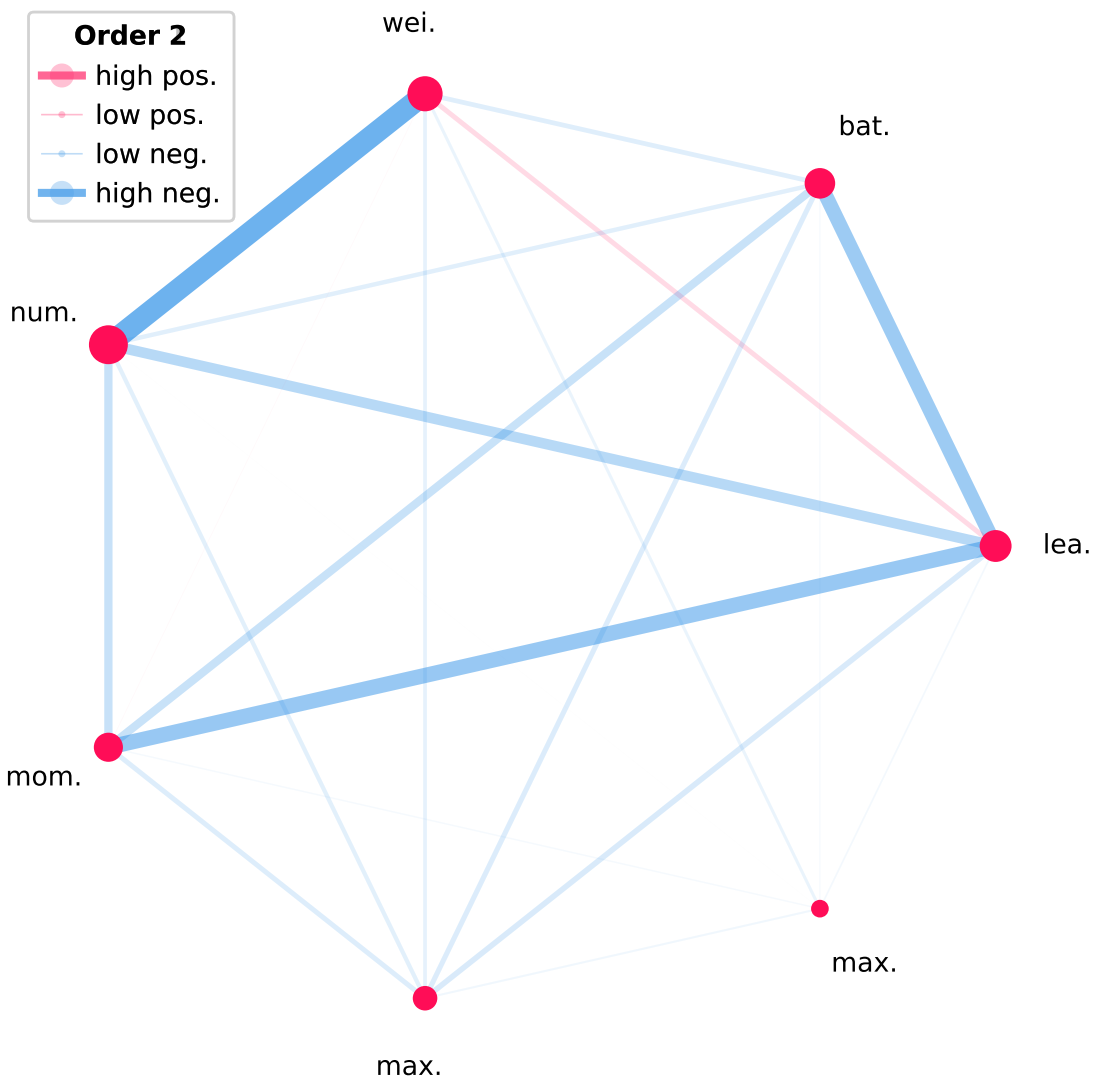 wei.
Order 2
high pos.
low pos.
low neg.
high neg.
bat.
num.
lea.
mom.
max.
max.